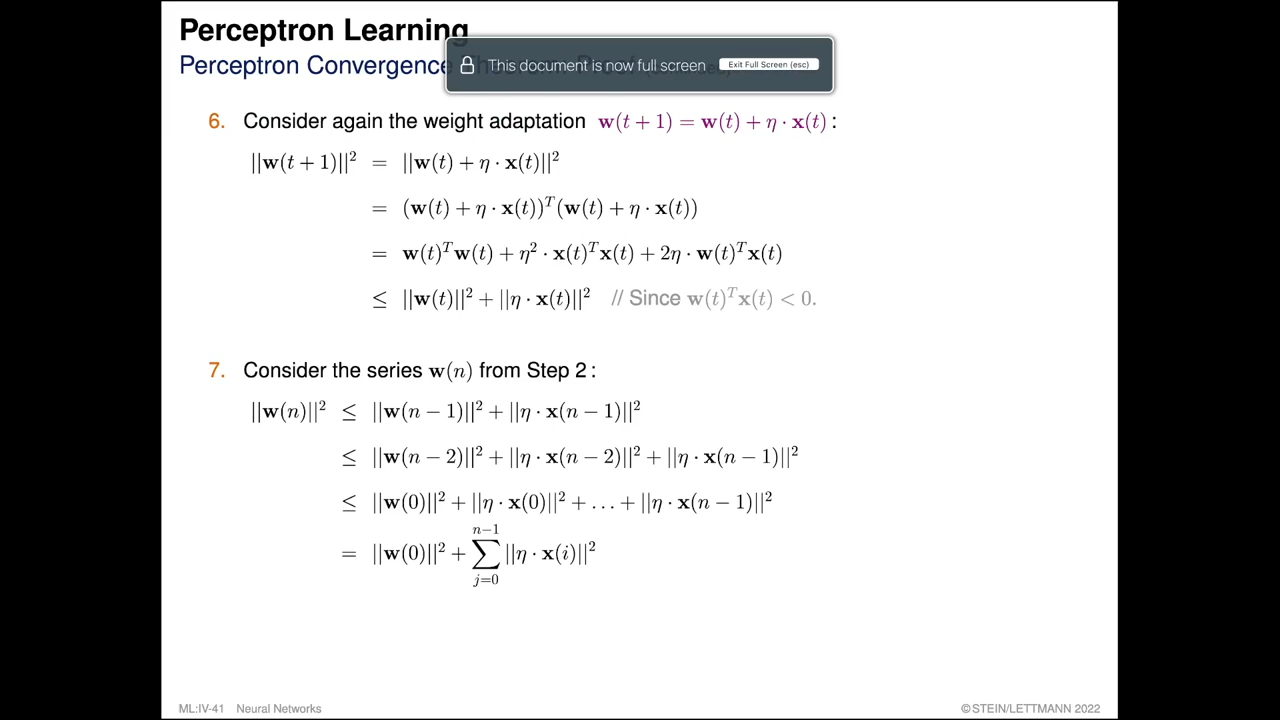 Perceptron Learning
Perceptron Convergence
This document is now full screen Exit Full Screen (esc)
6. Consider again the weight adaptation w(t + 1) = w(t) + η · x(t) :
||w(t + 1)||² = ||w(t) + η · x(t)||²
= (w(t) + η · x(t))ᵀ(w(t) + η · x(t))
= w(t)ᵀw(t) + η² · x(t)ᵀx(t) + 2η · w(t)ᵀx(t)
≤ ||w(t)||² + ||η · x(t)||² // Since w(t)ᵀx(t) < 0.
7. Consider the series w(n) from Step 2 :
||w(n)||² ≤ ||w(n − 1)||² + ||η · x(n − 1)||²
≤ ||w(n − 2)||² + ||η · x(n − 2)||² + ||η · x(n − 1)||²
≤ ||w(0)||² + ||η · x(0)||² + . . . + ||η · x(n − 1)||²
n−1
= ||w(0)||² + ∑ ||η · x(i)||²
j=0
ML:IV-41 Neural Networks ©STEIN/LETTMANN 2022